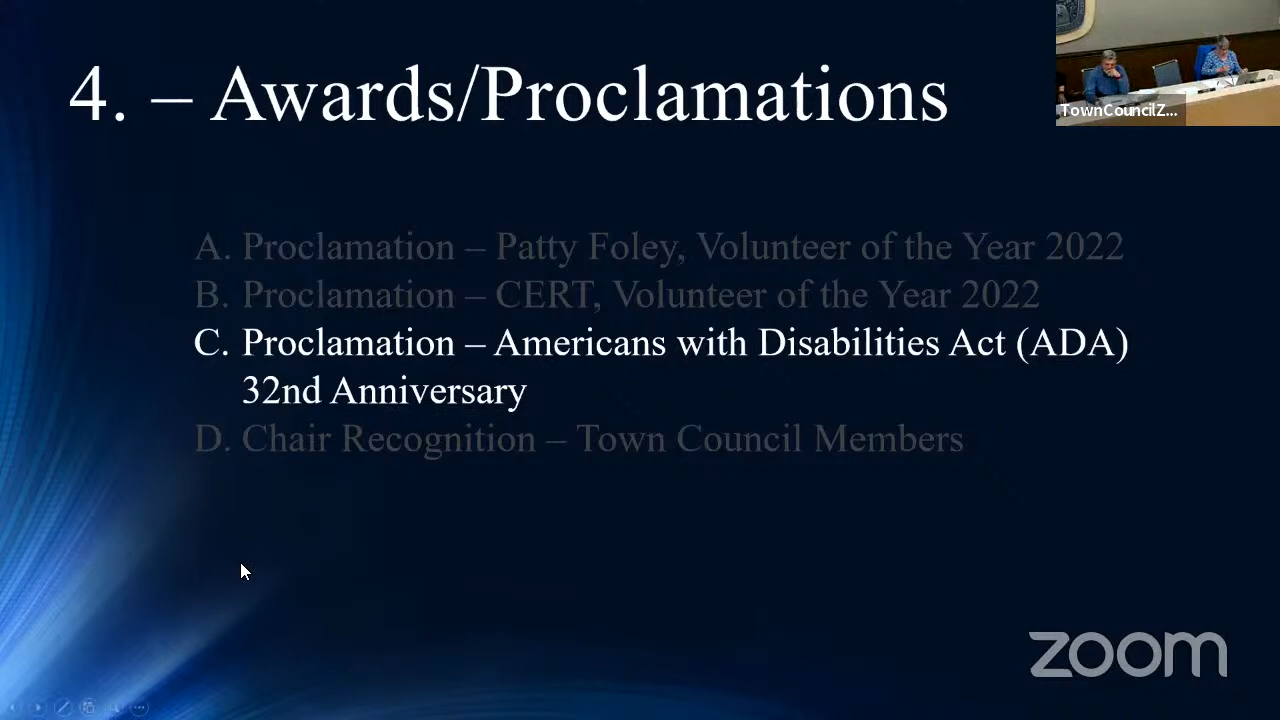 4. – Awards/Proclamations
TownCouncilZ...
A. Proclamation – Patty Foley, Volunteer of the Year 2022
B. Proclamation – CERT, Volunteer of the Year 2022
C. Proclamation – Americans with Disabilities Act (ADA)
32nd Anniversary
D. Chair Recognition – Town Council Members
zoom